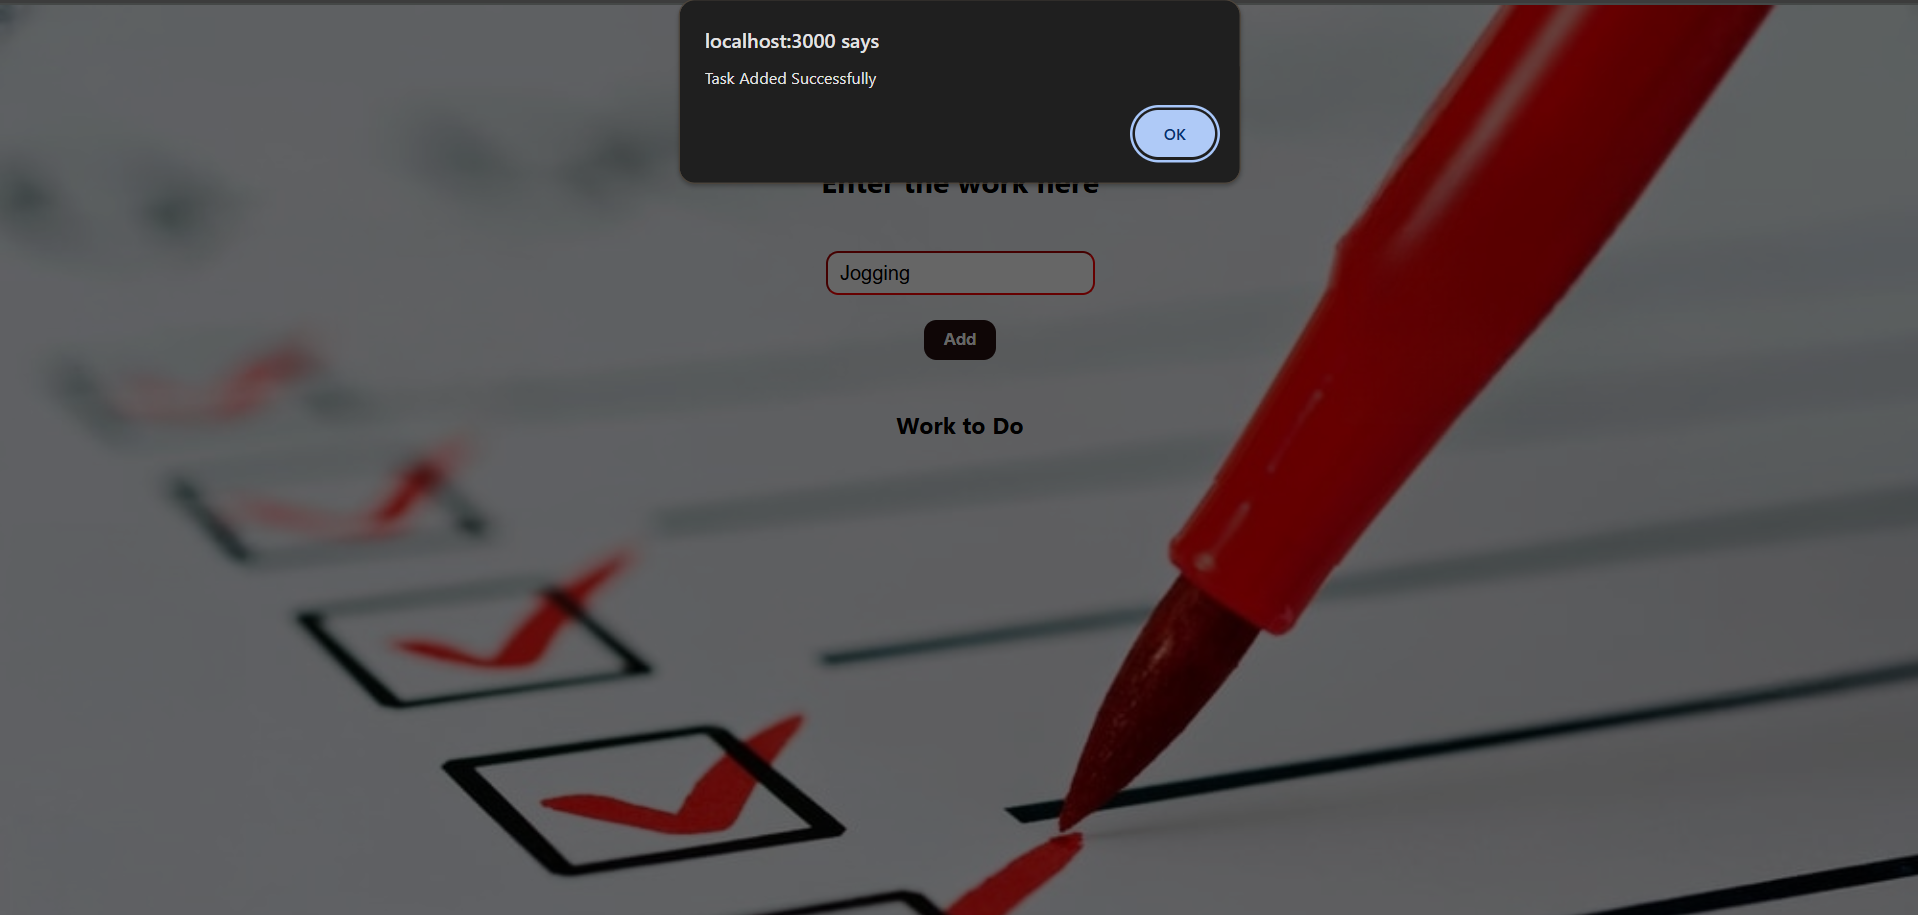 localhost:3000 says
Task Added Successfully
OK
Enter the work here
Jogging
Add
Work to Do